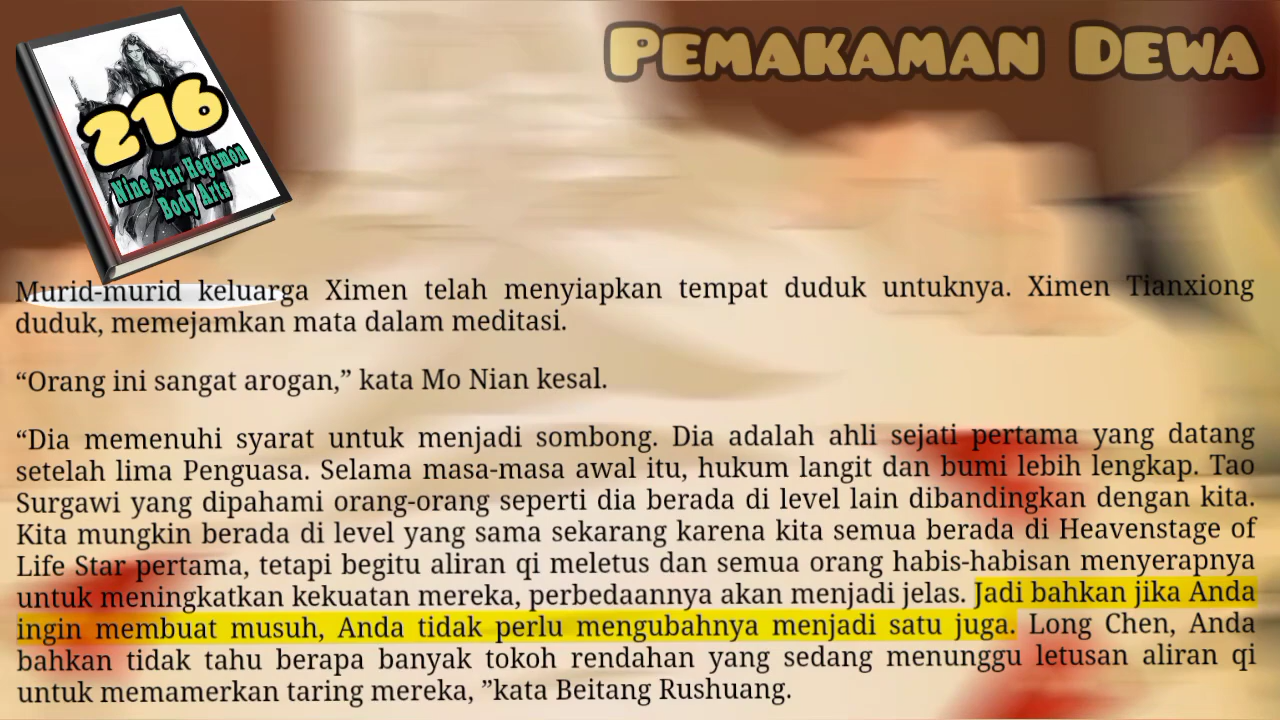 PEMAKAMAN DEWA
216
Nine Star Hegemon
Body Arts
Murid-murid keluarga Ximen telah menyiapkan tempat duduk untuknya. Ximen Tianxiong
duduk, memejamkan mata dalam meditasi.
“Orang ini sangat arogan,” kata Mo Nian kesal.
“Dia memenuhi syarat untuk menjadi sombong. Dia adalah ahli sejati pertama yang datang
setelah lima Penguasa. Selama masa-masa awal itu, hukum langit dan bumi lebih lengkap. Tao
Surgawi yang dipahami orang-orang seperti dia berada di level lain dibandingkan dengan kita.
Kita mungkin berada di level yang sama sekarang karena kita semua berada di Heavenstage of
Life Star pertama, tetapi begitu aliran qi meletus dan semua orang habis-habisan menyerapnya
untuk meningkatkan kekuatan mereka, perbedaannya akan menjadi jelas. Jadi bahkan jika Anda
ingin membuat musuh, Anda tidak perlu mengubahnya menjadi satu juga. Long Chen, Anda
bahkan tidak tahu berapa banyak tokoh rendahan yang sedang menunggu letusan aliran qi
untuk memamerkan taring mereka, ”kata Beitang Rushuang.